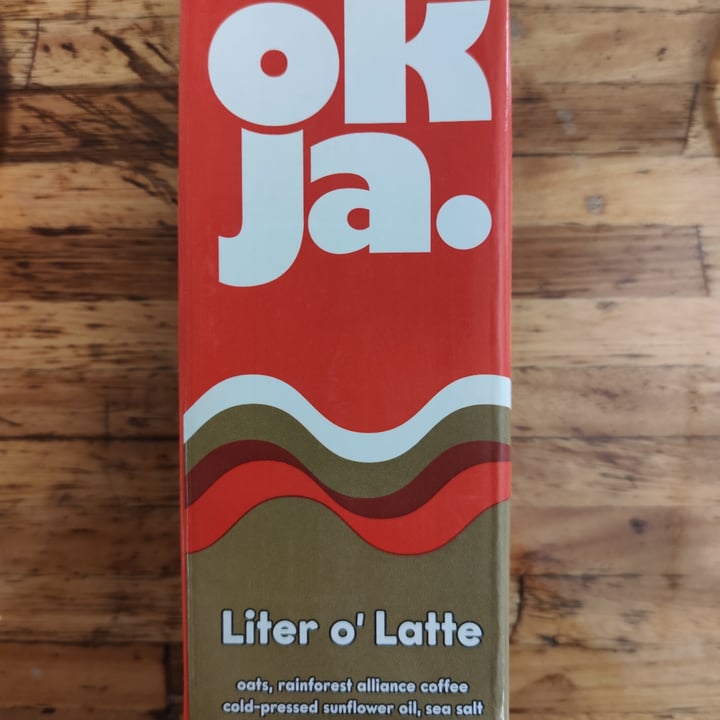 ok
ja.
Liter o' Latte
oats, rainforest alliance coffee
cold-pressed sunflower oil, sea salt